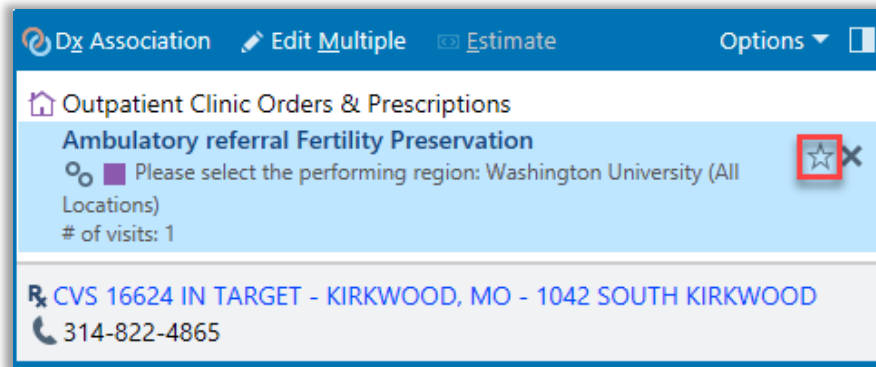 Dx Association Edit Multiple Estimate Options
Outpatient Clinic Orders & Prescriptions
Ambulatory referral Fertility Preservation
Please select the performing region: Washington University (All
Locations)
# of visits: 1
Rx CVS 16624 IN TARGET - KIRKWOOD, MO - 1042 SOUTH KIRKWOOD
314-822-4865